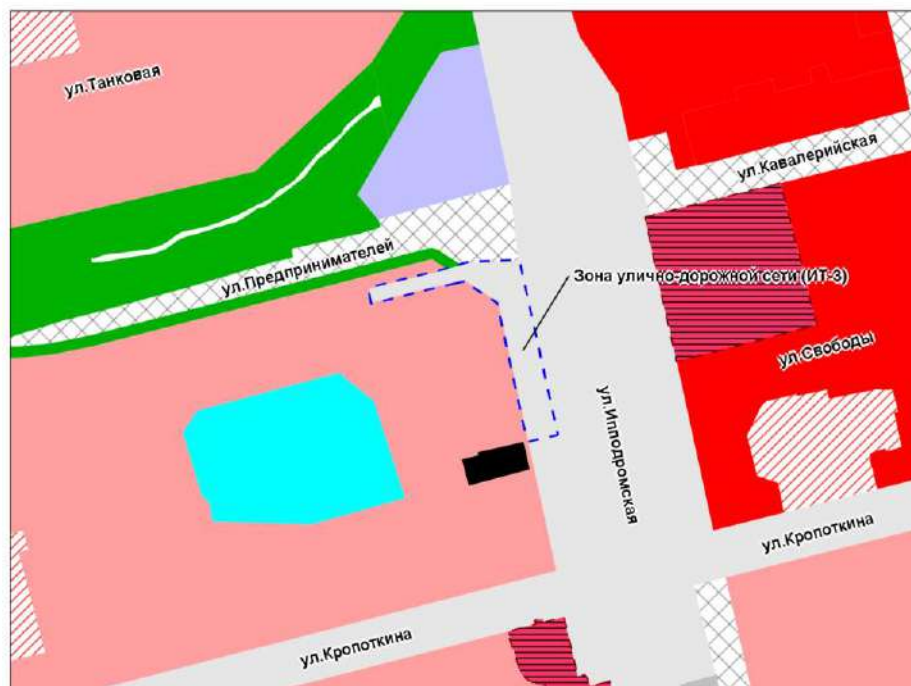 ул.Танковая
ул.Кавалерийская
ул.Предпринимателей
Зона улично-дорожной сети (ИТ-3)
ул.Свободы
ул.Ипподромская
ул.Кропоткина
ул.Кропоткина